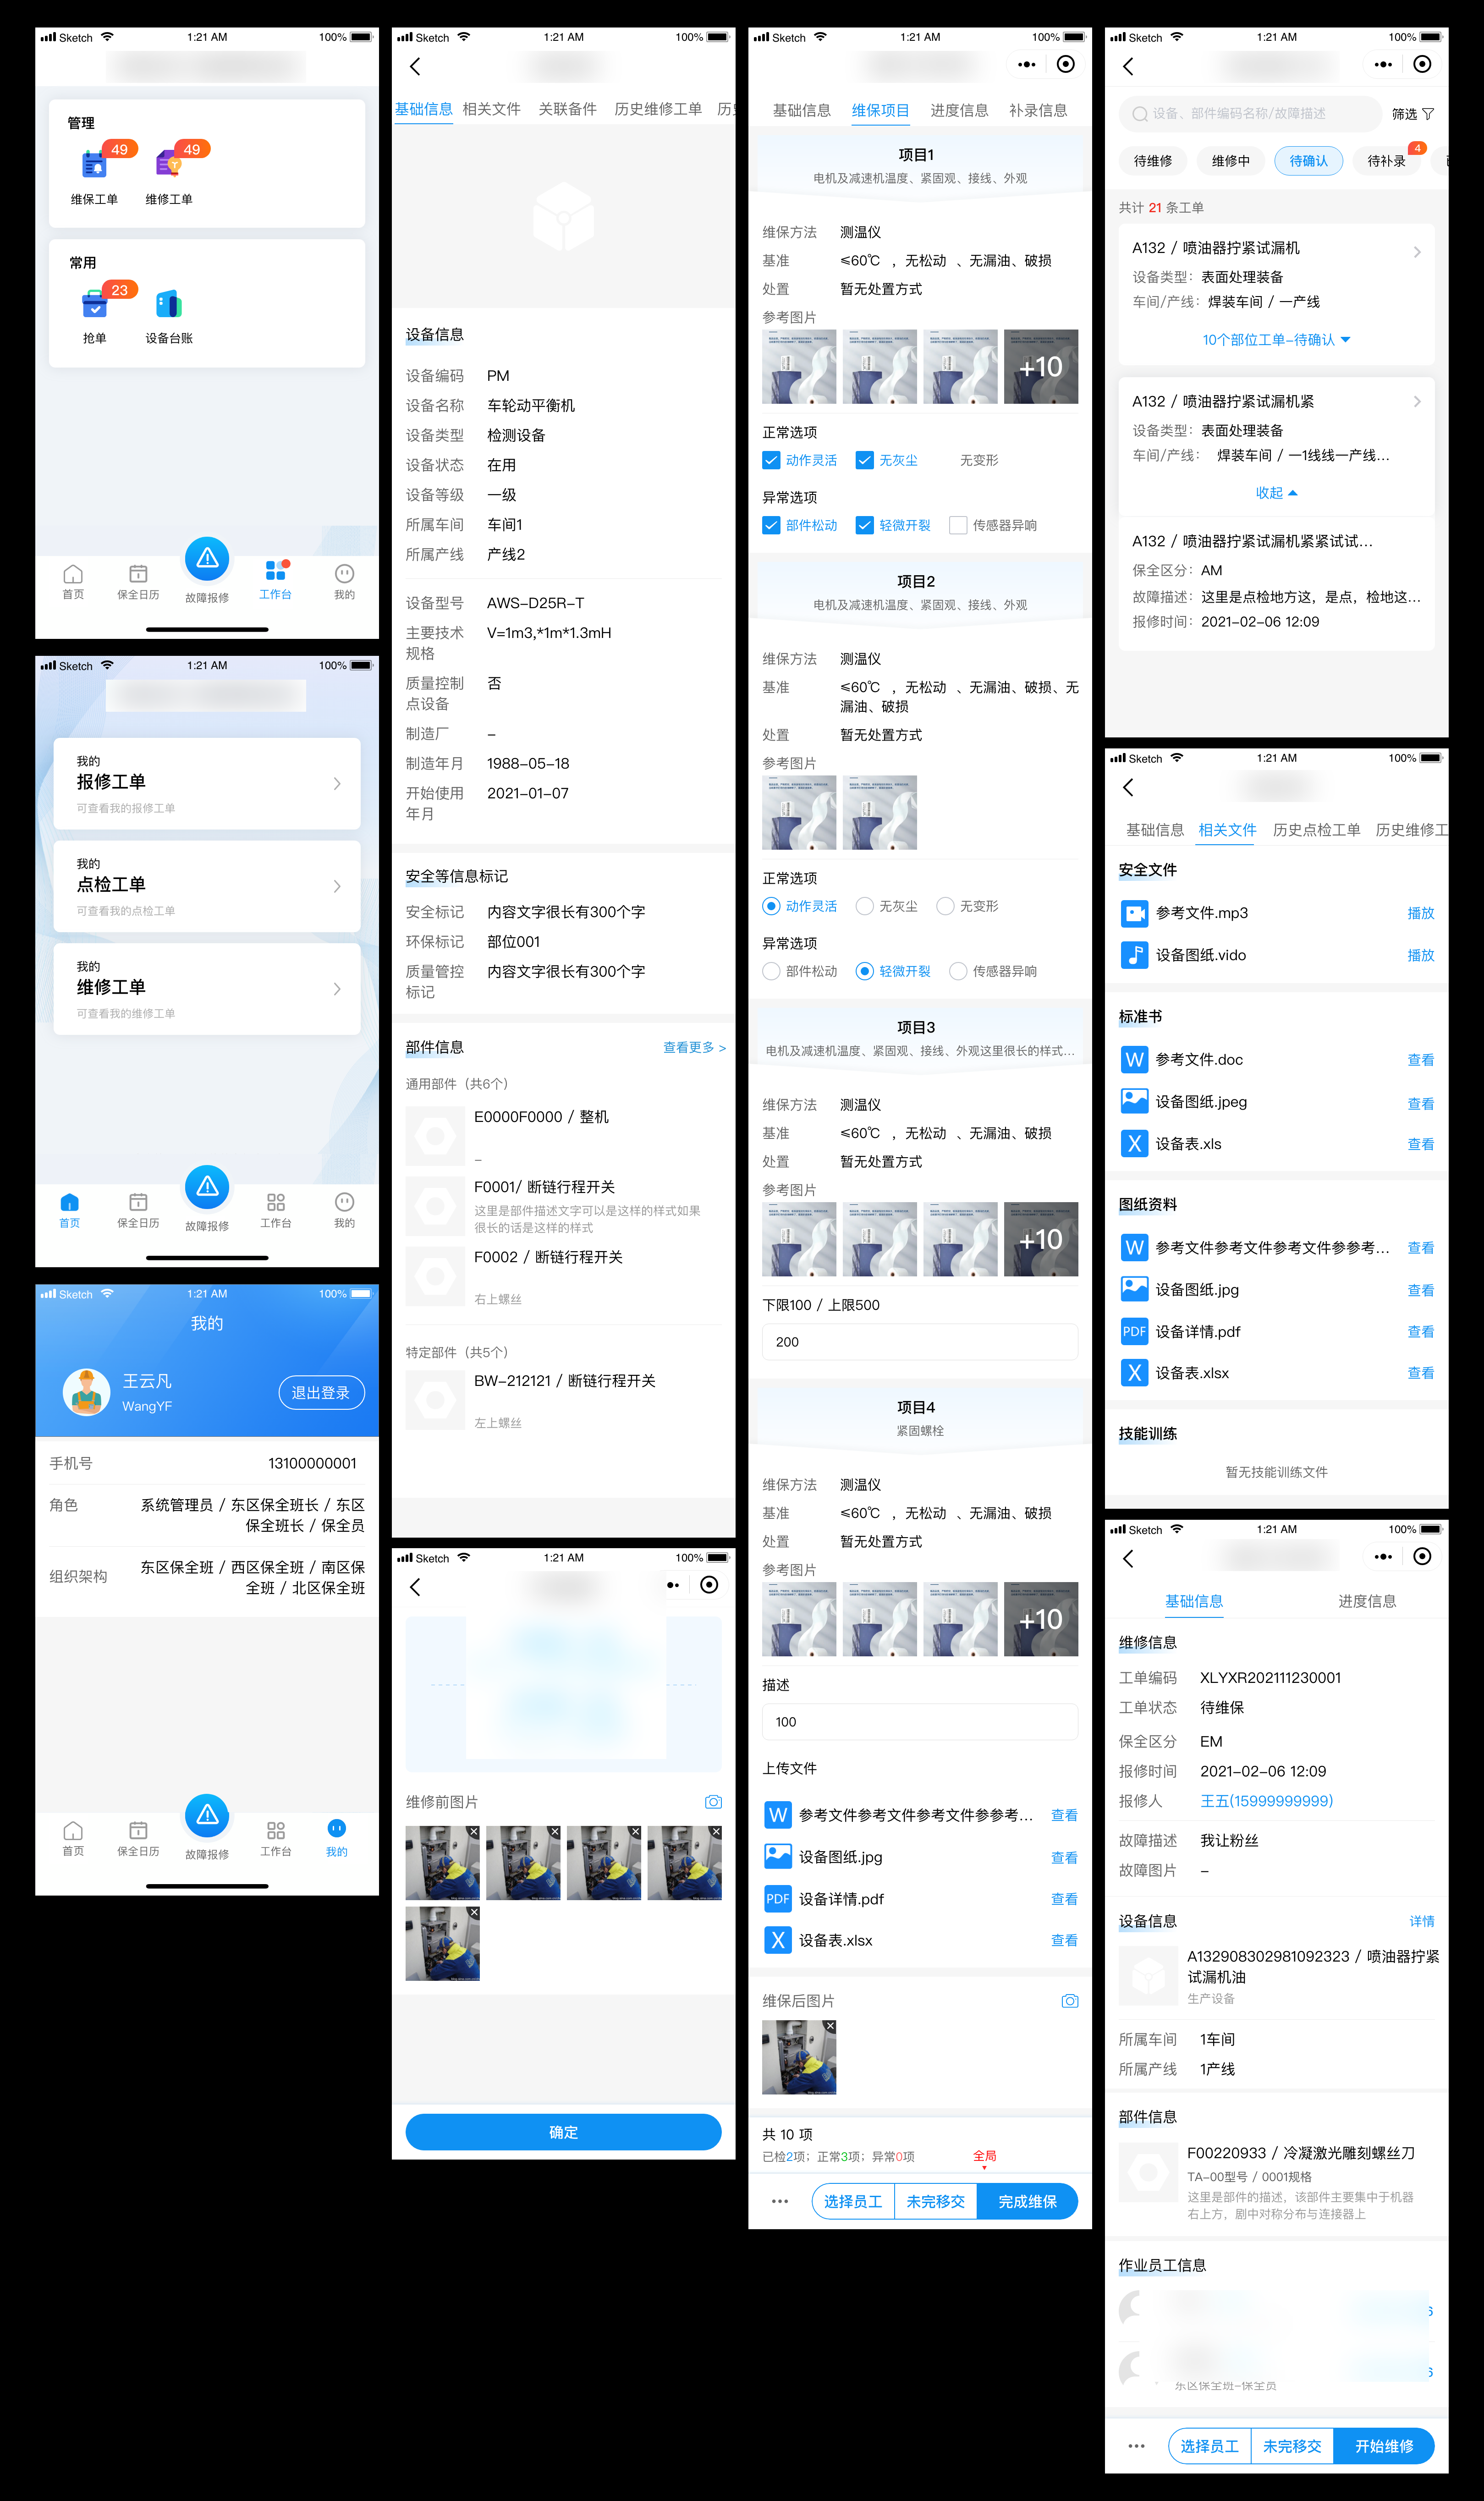 Sketch 1:21 AM 100%
管理
49 49
维保工单 维修工单
常用
23
抢单 设备台账
首页 保全日历 故障报修 工作台 我的
Sketch 1:21 AM 100%
我的
报修工单
可查看我的报修工单
我的
点检工单
可查看我的点检工单
我的
维修工单
可查看我的维修工单
首页 保全日历 故障报修 工作台 我的
Sketch 1:21 AM 100%
我的
王云凡
WangYF
退出登录
手机号 13100000001
角色 系统管理员 / 东区保全班长 / 东区
保全班长 / 保全员
组织架构 东区保全班 / 西区保全班 / 南区保
全班 / 北区保全班
首页 保全日历 故障报修 工作台 我的
Sketch 1:21 AM 100%
基础信息 相关文件 关联备件 历史维修工单 历
设备信息
设备编码 PM
设备名称 车轮动平衡机
设备类型 检测设备
设备状态 在用
设备等级 一级
所属车间 车间1
所属产线 产线2
设备型号 AWS-D25R-T
主要技术规格 V=1m3,*1m*1.3mH
质量控制点设备 否
制造厂 -
制造年月 1988-05-18
开始使用年月 2021-01-07
安全等信息标记
安全标记 内容文字很长有300个字
环保标记 部位001
质量管控标记 内容文字很长有300个字
部件信息 查看更多 >
通用部件（共6个）
E0000F0000 / 整机
-
F0001/ 断链行程开关
这里是部件描述文字可以是这样的样式如果
很长的话是这样的样式
F0002 / 断链行程开关
右上螺丝
特定部件（共5个）
BW-212121 / 断链行程开关
左上螺丝
Sketch 1:21 AM 100%
维修前图片
确定
Sketch 1:21 AM 100%
基础信息 维保项目 进度信息 补录信息
项目1
电机及减速机温度、紧固观、接线、外观
维保方法 测温仪
基准 ≤60℃ ，无松动 、无漏油、破损
处置 暂无处置方式
参考图片
+10
正常选项
动作灵活 无灰尘 无变形
异常选项
部件松动 轻微开裂 传感器异响
项目2
电机及减速机温度、紧固观、接线、外观
维保方法 测温仪
基准 ≤60℃ ，无松动 、无漏油、破损、无
漏油、破损
处置 暂无处置方式
参考图片
正常选项
动作灵活 无灰尘 无变形
异常选项
部件松动 轻微开裂 传感器异响
项目3
电机及减速机温度、紧固观、接线、外观这里很长的样式...
维保方法 测温仪
基准 ≤60℃ ，无松动 、无漏油、破损
处置 暂无处置方式
参考图片
+10
下限100 / 上限500
200
项目4
紧固螺栓
维保方法 测温仪
基准 ≤60℃ ，无松动 、无漏油、破损
处置 暂无处置方式
参考图片
+10
描述
100
上传文件
W 参考文件参考文件参考文件参参考... 查看
设备图纸.jpg 查看
PDF 设备详情.pdf 查看
X 设备表.xlsx 查看
维保后图片
共 10 项
已检2项；正常3项；异常0项 全局
选择员工 未完移交 完成维保
Sketch 1:21 AM 100%
设备、部件编码名称/故障描述 筛选
待维修 维修中 待确认 待补录 4
共计 21 条工单
A132 / 喷油器拧紧试漏机
设备类型： 表面处理装备
车间/产线： 焊装车间 / 一产线
10个部位工单-待确认
A132 / 喷油器拧紧试漏机紧
设备类型： 表面处理装备
车间/产线： 焊装车间 / 一1线线一产线...
收起
A132 / 喷油器拧紧试漏机紧紧试试...
保全区分： AM
故障描述： 这里是点检地方这，是点，检地这...
报修时间： 2021-02-06 12:09
Sketch 1:21 AM 100%
基础信息 相关文件 历史点检工单 历史维修工
安全文件
参考文件.mp3 播放
设备图纸.vido 播放
标准书
W 参考文件.doc 查看
设备图纸.jpeg 查看
X 设备表.xls 查看
图纸资料
W 参考文件参考文件参考文件参参考... 查看
设备图纸.jpg 查看
PDF 设备详情.pdf 查看
X 设备表.xlsx 查看
技能训练
暂无技能训练文件
Sketch 1:21 AM 100%
基础信息 进度信息
维修信息
工单编码 XLYXR202111230001
工单状态 待维保
保全区分 EM
报修时间 2021-02-06 12:09
报修人 王五(15999999999)
故障描述 我让粉丝
故障图片 -
设备信息 详情
A132908302981092323 / 喷油器拧紧
试漏机油
生产设备
所属车间 1车间
所属产线 1产线
部件信息
F00220933 / 冷凝激光雕刻螺丝刀
TA-00型号 / 0001规格
这里是部件的描述，该部件主要集中于机器
右上方，剧中对称分布与连接器上
作业员工信息
6
6
东区保全班-保全员
选择员工 未完移交 开始维修